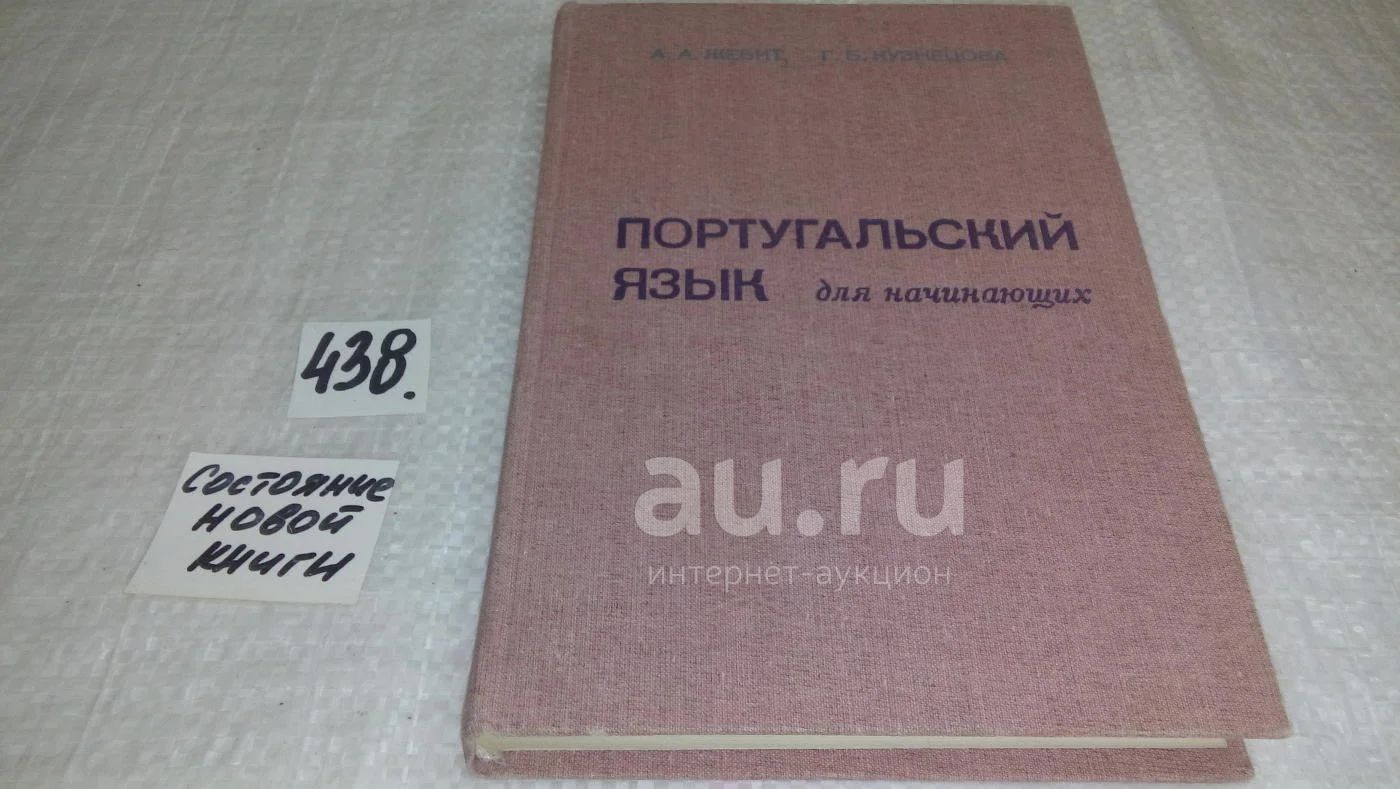 А. А. ЖЕБИТ, Г. Б. КУЗНЕЦОВА
ПОРТУГАЛЬСКИЙ
ЯЗЫК для начинающих
438.
Состояние
новой
книги
au.ru
интернет-аукцион